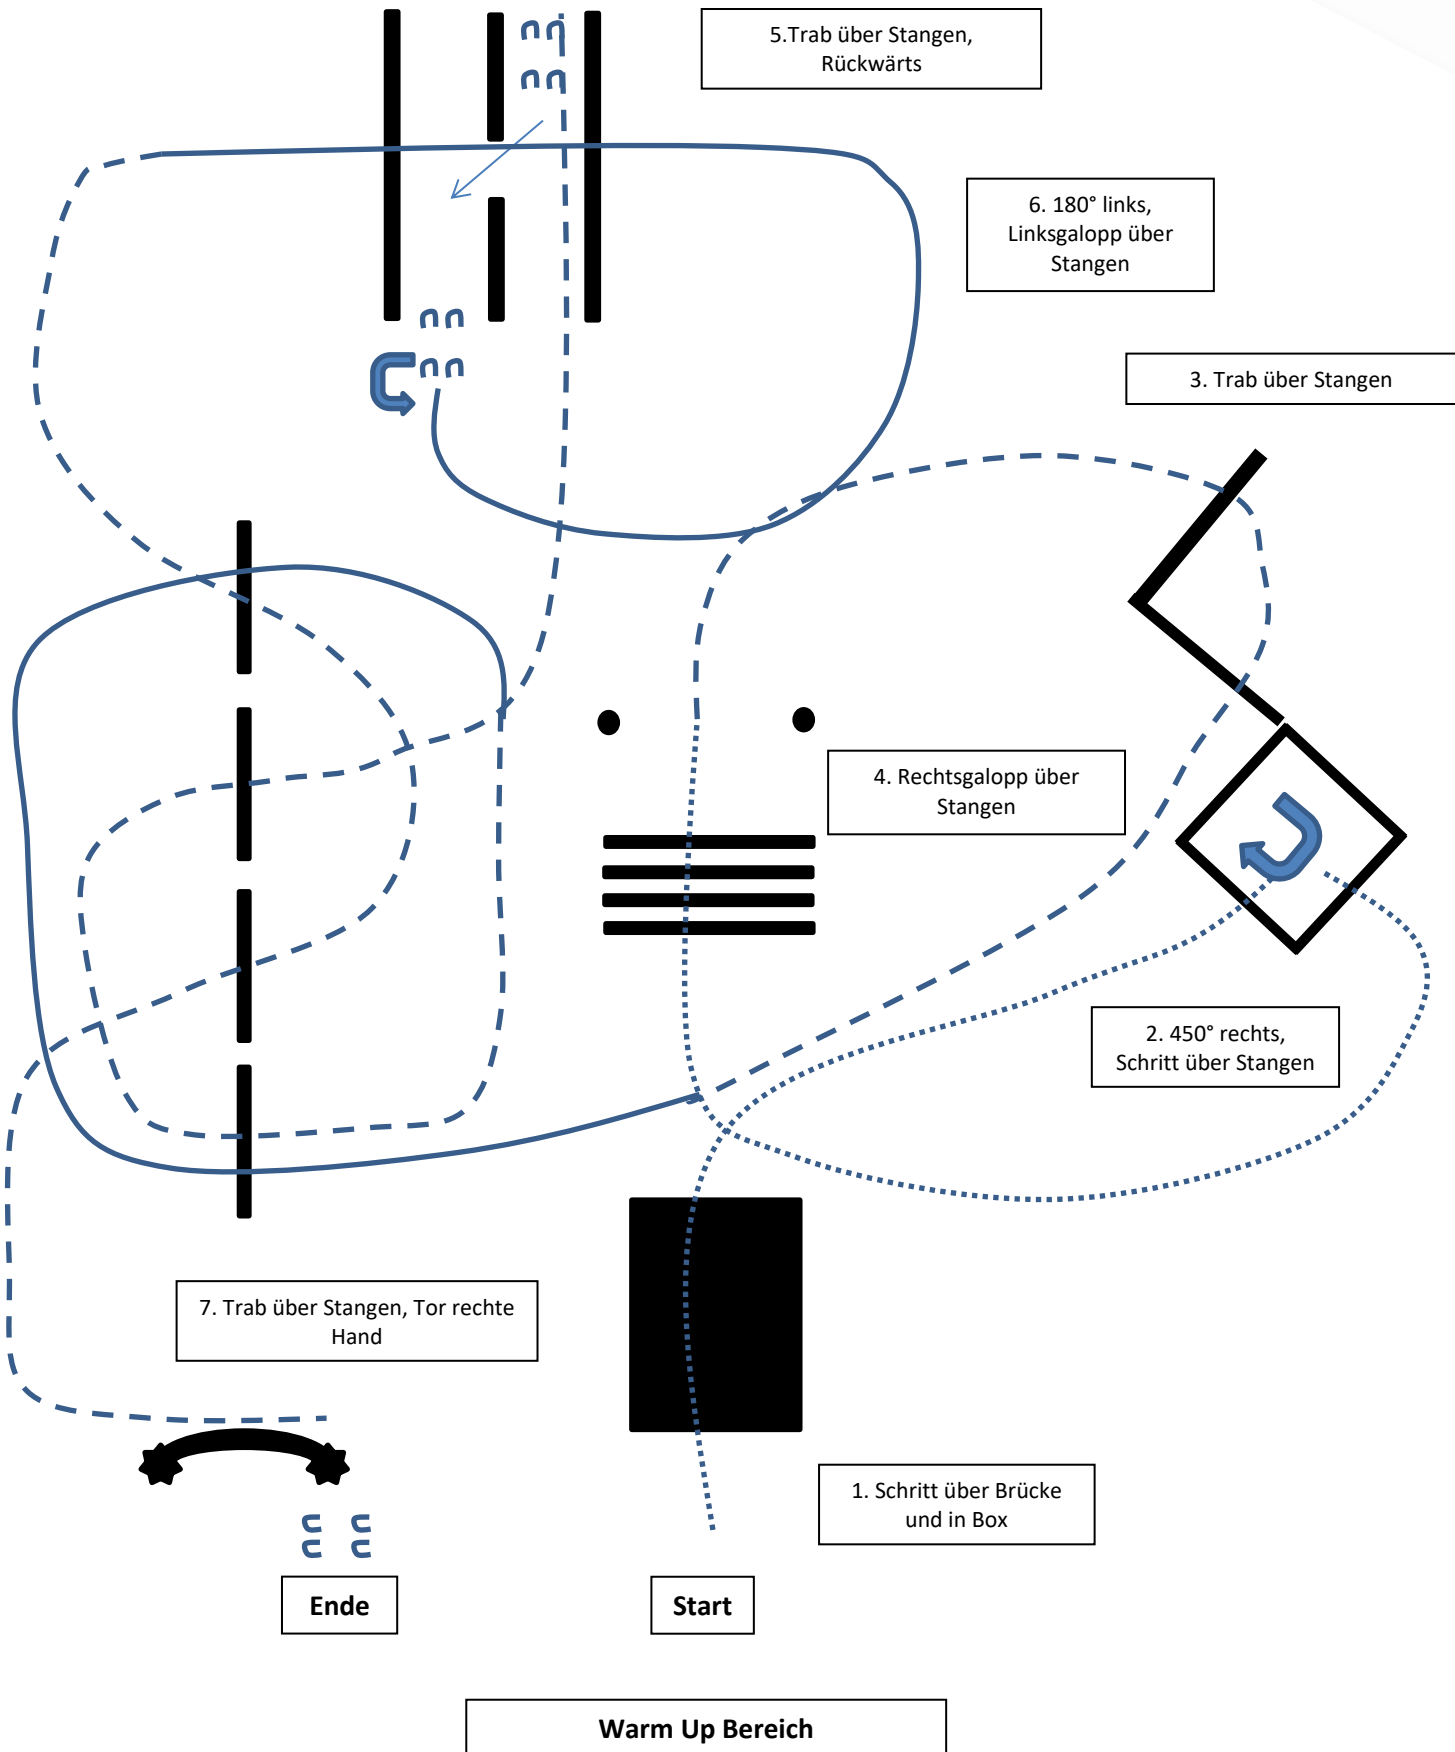 5.Trab über Stangen,
Rückwärts
6. 180° links,
Linksgalopp über
Stangen
3. Trab über Stangen
4. Rechtsgalopp über
Stangen
2. 450° rechts,
Schritt über Stangen
7. Trab über Stangen, Tor rechte
Hand
1. Schritt über Brücke
und in Box
Ende
Start
Warm Up Bereich